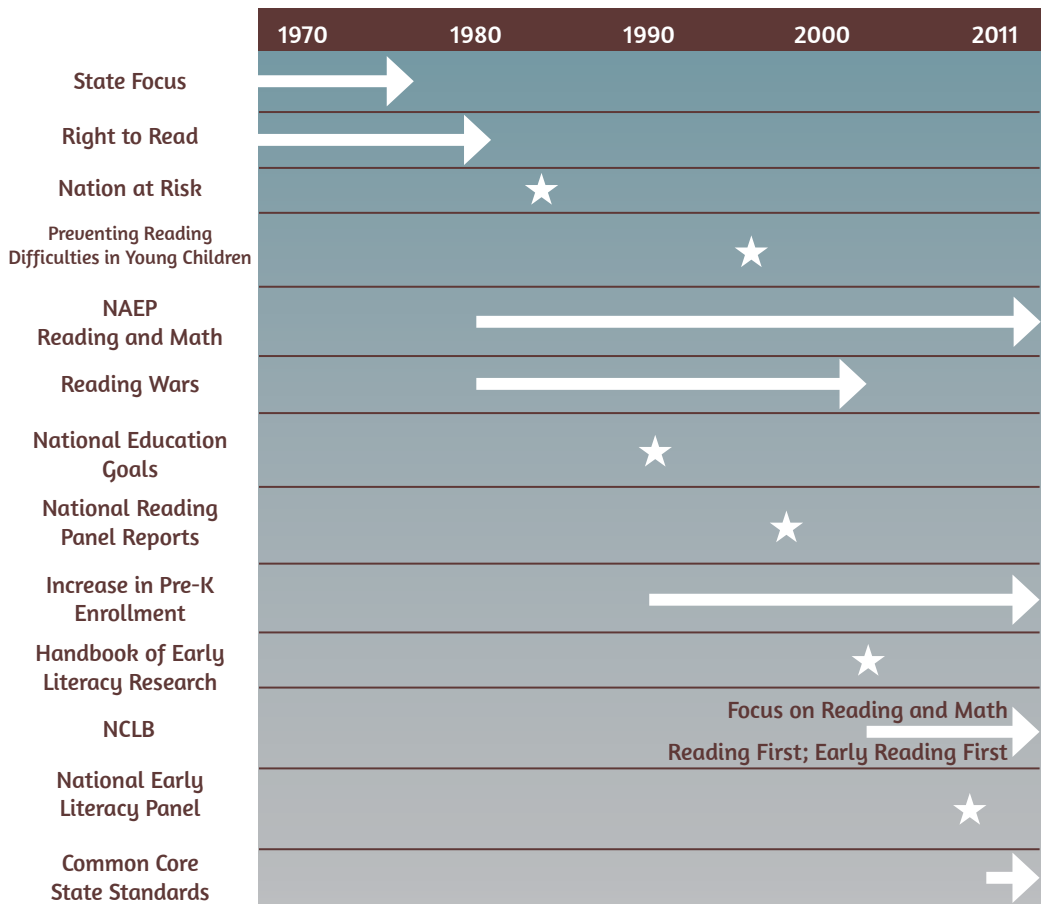 1970 1980 1990 2000 2011
State Focus
Right to Read
Nation at Risk
Preventing Reading
Difficulties in Young Children
NAEP
Reading and Math
Reading Wars
National Education
Goals
National Reading
Panel Reports
Increase in Pre-K
Enrollment
Handbook of Early
Literacy Research
NCLB
Focus on Reading and Math
Reading First; Early Reading First
National Early
Literacy Panel
Common Core
State Standards